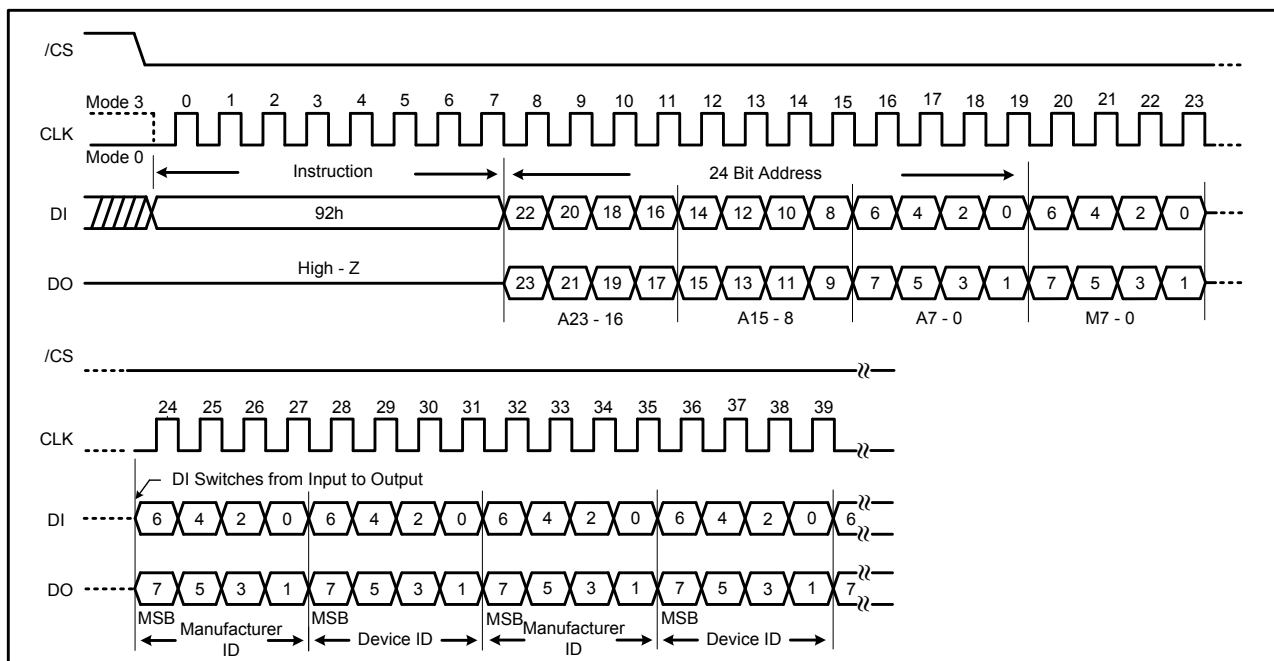 /CS
Mode 3 0 1 2 3 4 5 6 7 8 9 10 11 12 13 14 15 16 17 18 19 20 21 22 23
CLK
Mode 0
Instruction 24 Bit Address
DI 92h 22 20 18 16 14 12 10 8 6 4 2 0 6 4 2 0
High - Z
DO 23 21 19 17 15 13 11 9 7 5 3 1 7 5 3 1
A23 - 16 A15 - 8 A7 - 0 M7 - 0
/CS
24 25 26 27 28 29 30 31 32 33 34 35 36 37 38 39
CLK
DI Switches from Input to Output
DI 6 4 2 0 6 4 2 0 6 4 2 0 6 4 2 0 6
DO 7 5 3 1 7 5 3 1 7 5 3 1 7 5 3 1 7
MSB MSB MSB MSB
Manufacturer ID Device ID Manufacturer ID Device ID